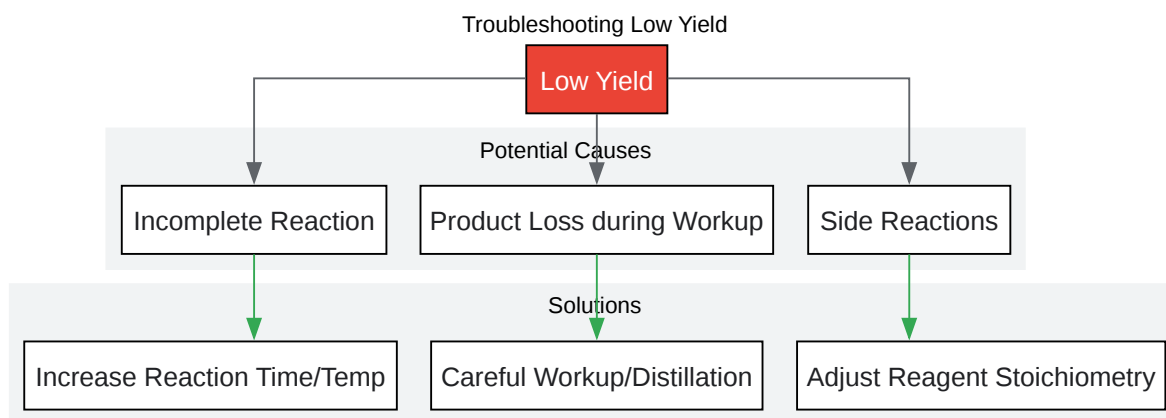 Troubleshooting Low Yield
Low Yield
Potential Causes
Incomplete Reaction
Product Loss during Workup
Side Reactions
Solutions
Increase Reaction Time/Temp
Careful Workup/Distillation
Adjust Reagent Stoichiometry